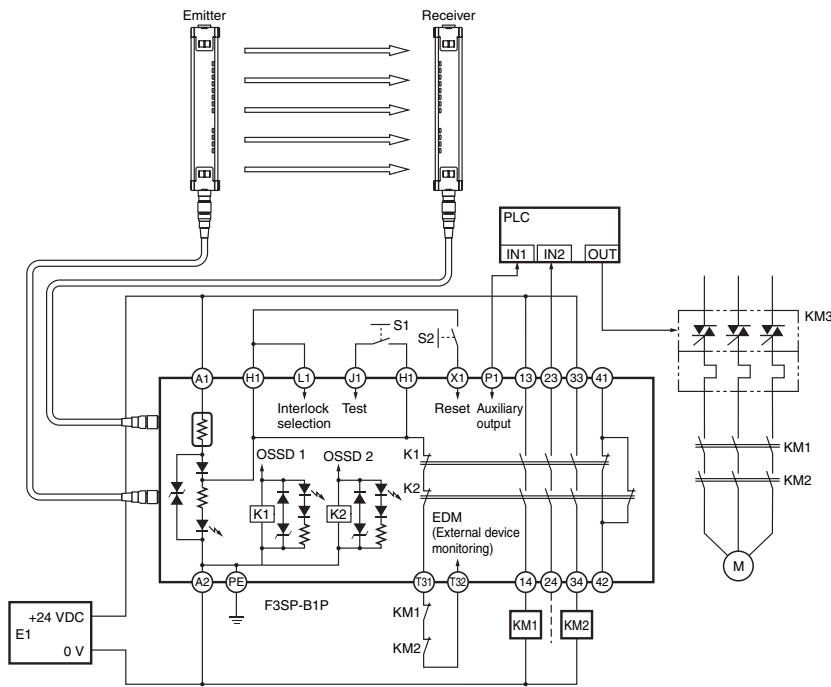 Emitter
Receiver
PLC
IN1 IN2 OUT
KM3
S1
S2
A1 H1 L1 J1 H1 X1 P1 13 23 33 41
Interlock selection
Test
Reset
Auxiliary output
KM1
KM2
OSSD 1
OSSD 2
K1
K2
K1
K2
EDM
(External device
monitoring)
M
A2 PE T31 T32 14 24 34 42
F3SP-B1P
+24 VDC
E1
0 V
KM1
KM2
KM1
KM2